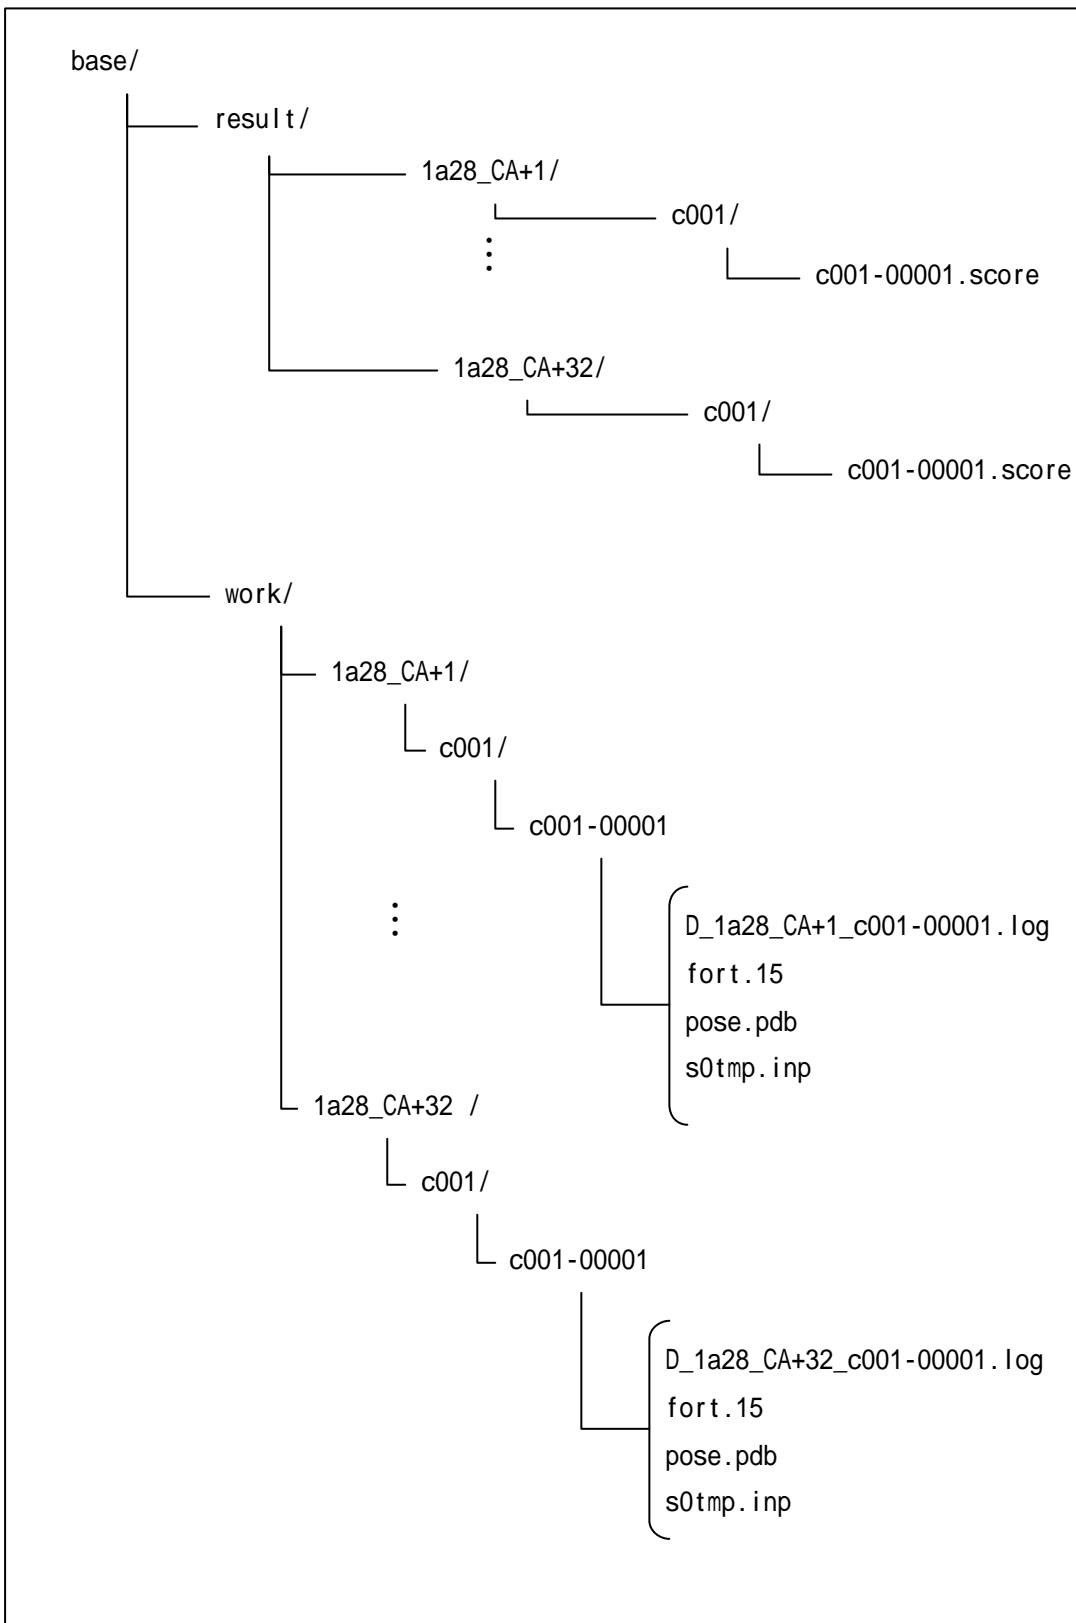 base/
result/
1a28_CA+1/
c001/
⋮
c001-00001.score
1a28_CA+32/
c001/
c001-00001.score
work/
1a28_CA+1/
c001/
c001-00001
⋮
D_1a28_CA+1_c001-00001.log
fort.15
pose.pdb
s0tmp.inp
1a28_CA+32 /
c001/
c001-00001
D_1a28_CA+32_c001-00001.log
fort.15
pose.pdb
s0tmp.inp